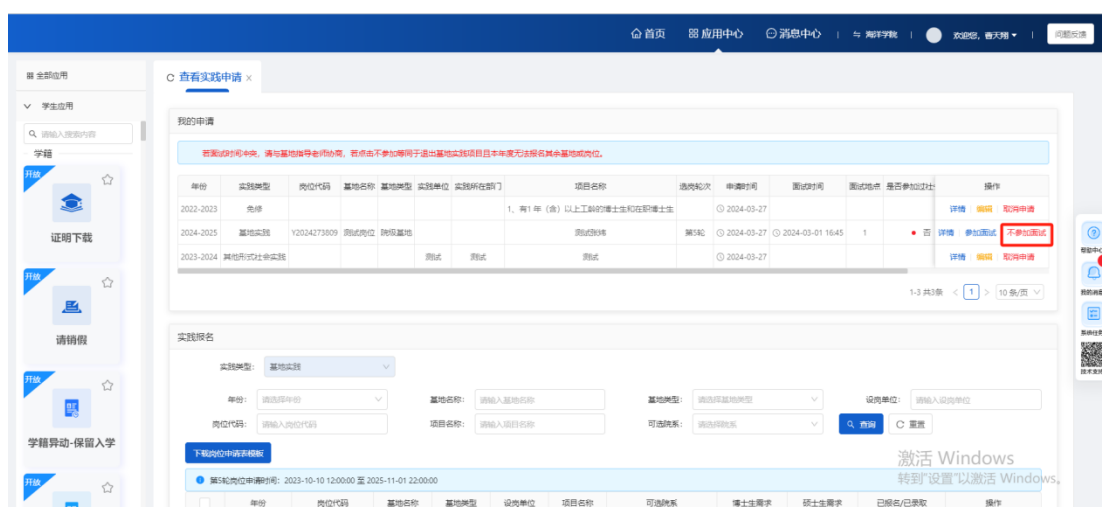 首页 应用中心 消息中心 | 海洋学院 | 欢迎您, 曹天翔 | 问题反馈
全部应用
查看实践申请 ×
学生应用
请输入搜索内容
学籍
开放
证明下载
开放
请销假
开放
学籍异动-保留入学
开放
我的申请
若面试时间冲突，请与基地指导老师协商，若点击不参加等同于退出基地实践项目且本年度无法报名其余基地或岗位。
年份 实践类型 岗位代码 基地名称 基地类型 实践单位 实践所在部门 项目名称 选岗轮次 申请时间 面试时间 面试地点 是否参加过社 操作
2022-2023 免修 1、有1 年（含）以上工龄的博士生和在职博士生 2024-03-27 详情 编辑 取消申请
2024-2025 基地实践 Y2024273809 测试岗位 院级基地 第5轮 2024-03-27 2024-03-01 16:45 1 否 详情 参加面试 不参加面试
2023-2024 其他形式社会实践 测试 测试 测试 2024-03-27 详情 编辑 取消申请
1-3 共3条 < 1 > 10 条/页
实践报名
实践类型: 基地实践
年份: 请选择年份 基地名称: 请输入基地名称 基地类型: 请选择基地类型 设岗单位: 请输入设岗单位
岗位代码: 请输入岗位代码 项目名称: 请输入项目名称 可选院系: 请选择院系 查询 重置
下载岗位申请表模板
第5轮岗位申请时间: 2023-10-10 12:00:00 至 2025-11-01 22:00:00
年份 岗位代码 基地名称 基地类型 设岗单位 项目名称 可选院系 博士生需求 硕士生需求 已报名/已录取 操作
帮助中心
我的消息
系统任务
技术支持
激活 Windows
转到"设置"以激活 Windows。